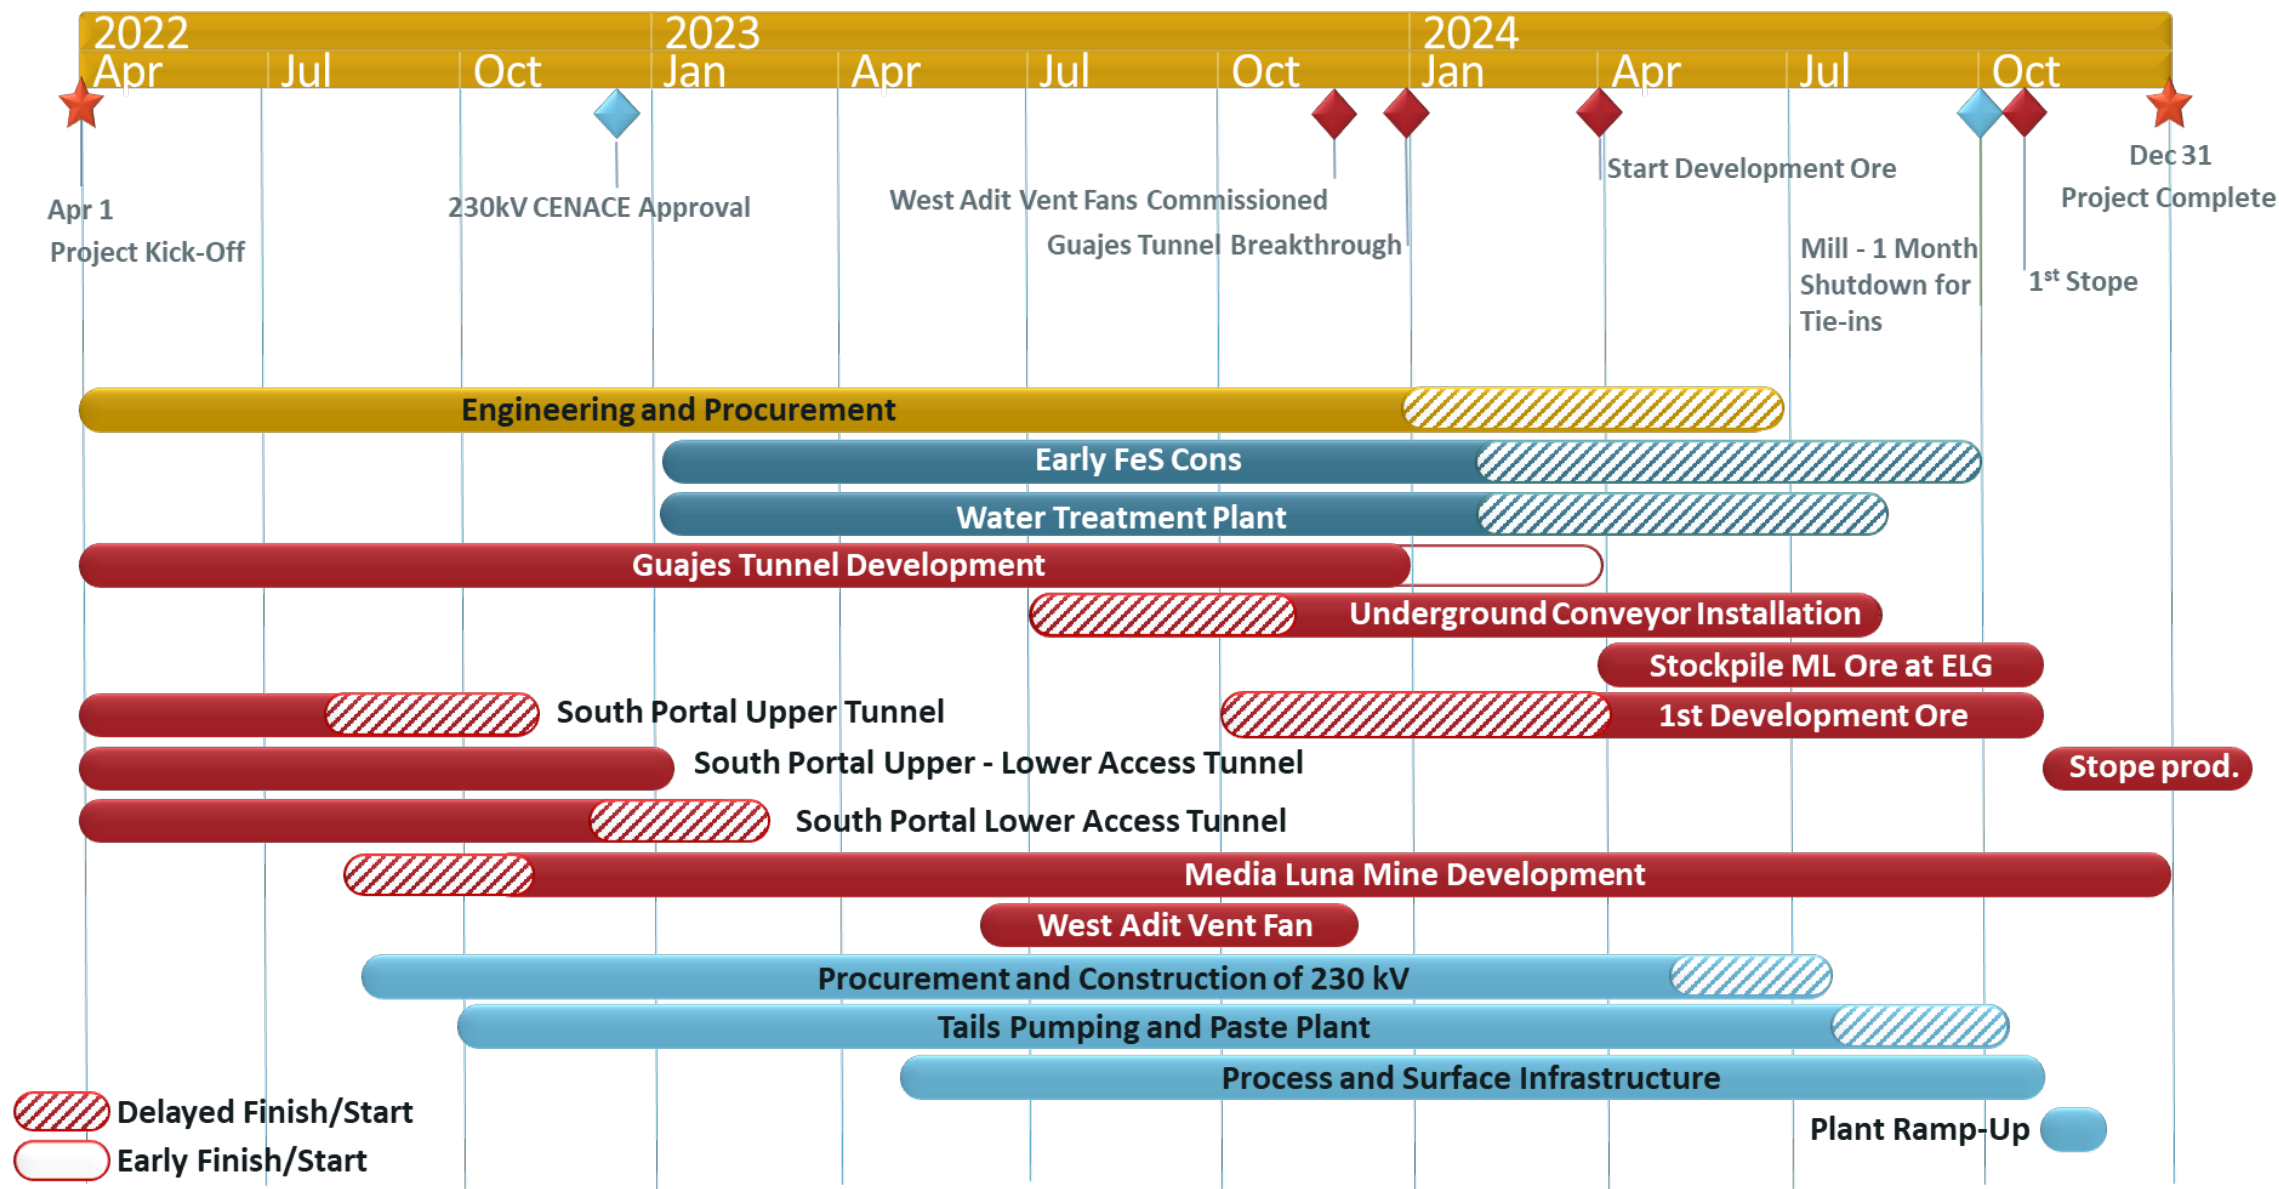 2022 2023 2024
Apr Jul Oct Jan Apr Jul Oct Jan Apr Jul Oct
Apr 1
Project Kick-Off
230kV CENACE Approval
West Adit Vent Fans Commissioned
Guajes Tunnel Breakthrough
Start Development Ore
Mill - 1 Month
Shutdown for
Tie-ins
1st Stope
Dec 31
Project Complete
Engineering and Procurement
Early FeS Cons
Water Treatment Plant
Guajes Tunnel Development
Underground Conveyor Installation
Stockpile ML Ore at ELG
South Portal Upper Tunnel
1st Development Ore
South Portal Upper - Lower Access Tunnel
Stope prod.
South Portal Lower Access Tunnel
Media Luna Mine Development
West Adit Vent Fan
Procurement and Construction of 230 kV
Tails Pumping and Paste Plant
Process and Surface Infrastructure
Delayed Finish/Start
Plant Ramp-Up
Early Finish/Start